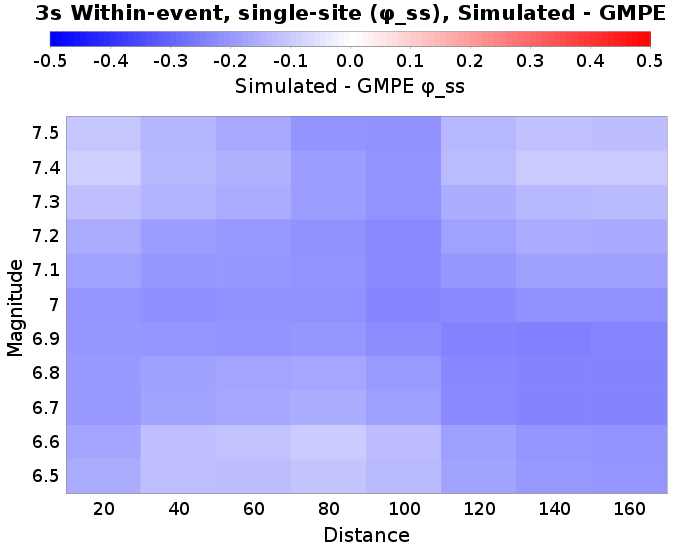 3s Within-event, single-site (φ_ss), Simulated - GMPE
-0.5 -0.4 -0.3 -0.2 -0.1 0.0 0.1 0.2 0.3 0.4 0.5
Simulated - GMPE φ_ss
7.5
7.4
7.3
7.2
7.1
7
6.9
6.8
6.7
6.6
6.5
Magnitude
20 40 60 80 100 120 140 160
Distance